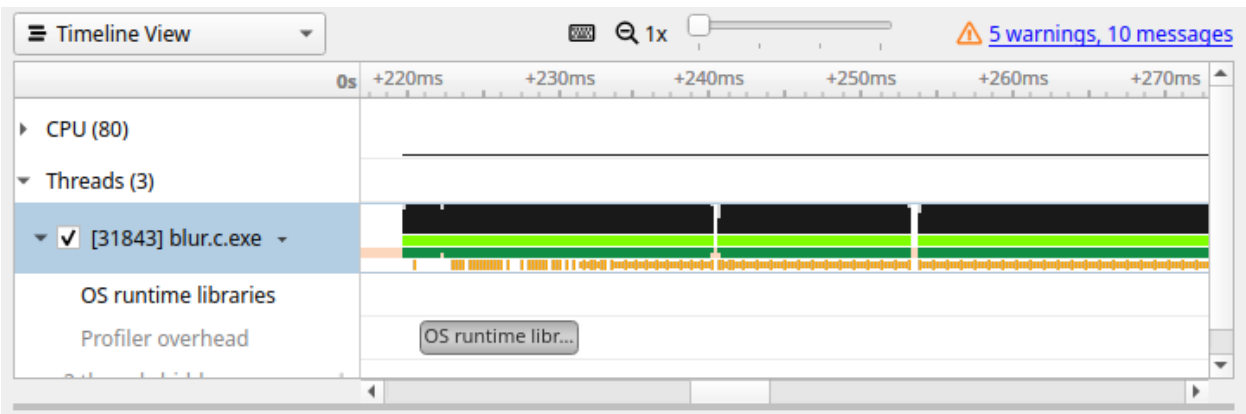 Timeline View 1x 5 warnings, 10 messages
0s +220ms +230ms +240ms +250ms +260ms +270ms
CPU (80)
Threads (3)
[31843] blur.c.exe
OS runtime libraries
Profiler overhead OS runtime libr...